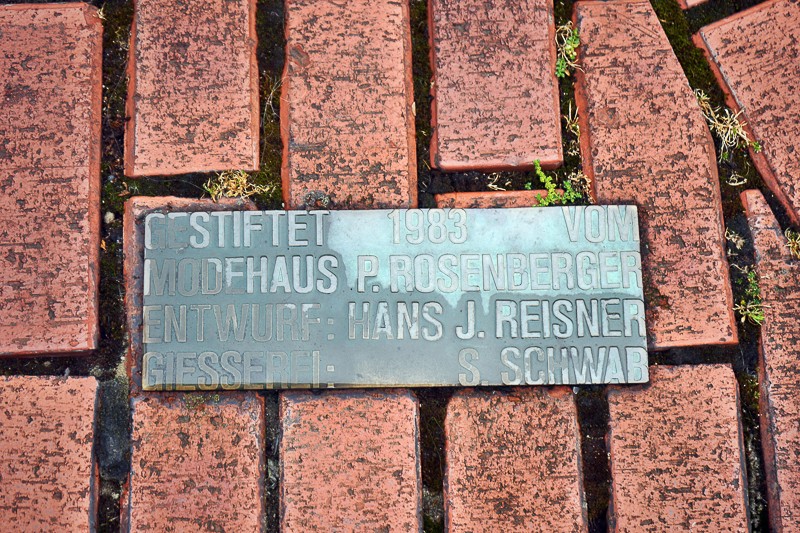 GESTIFTET 1983 VOM
MODEHAUS P. ROSENBERGER
ENTWURF: HANS J. REISNER
GIESSEREI: S. SCHWAB